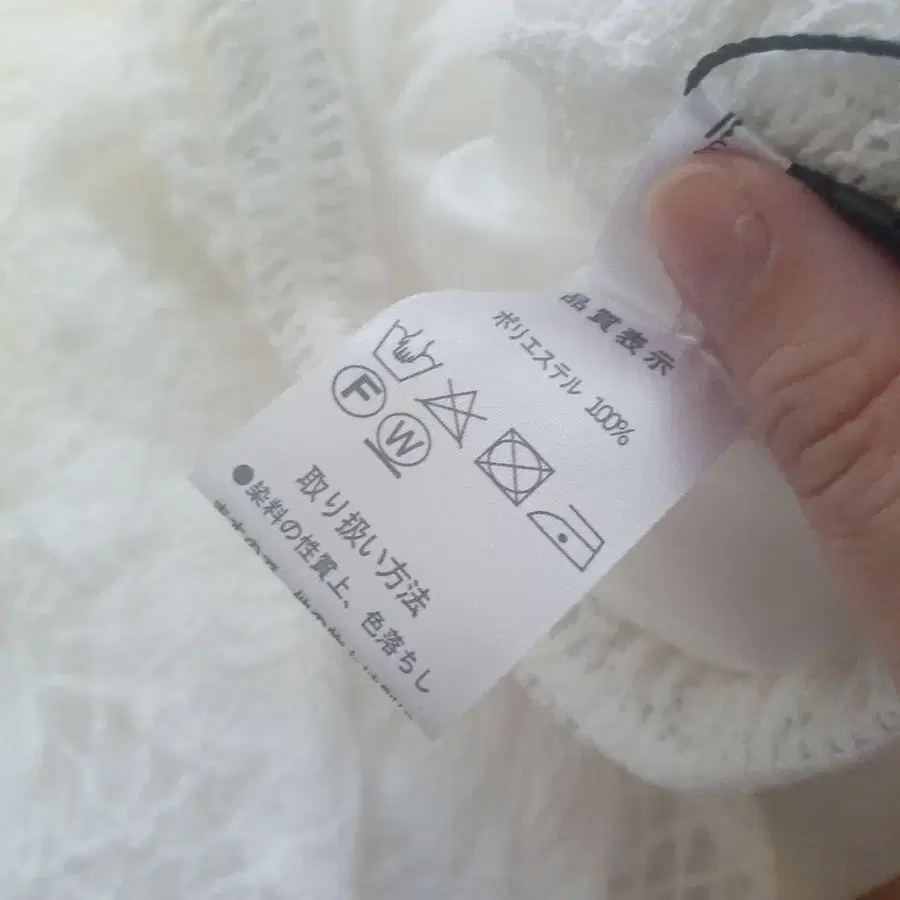 品質表示
ポリエステル 100%
F
W
取り扱い方法
●染料の性質上、色落ち し